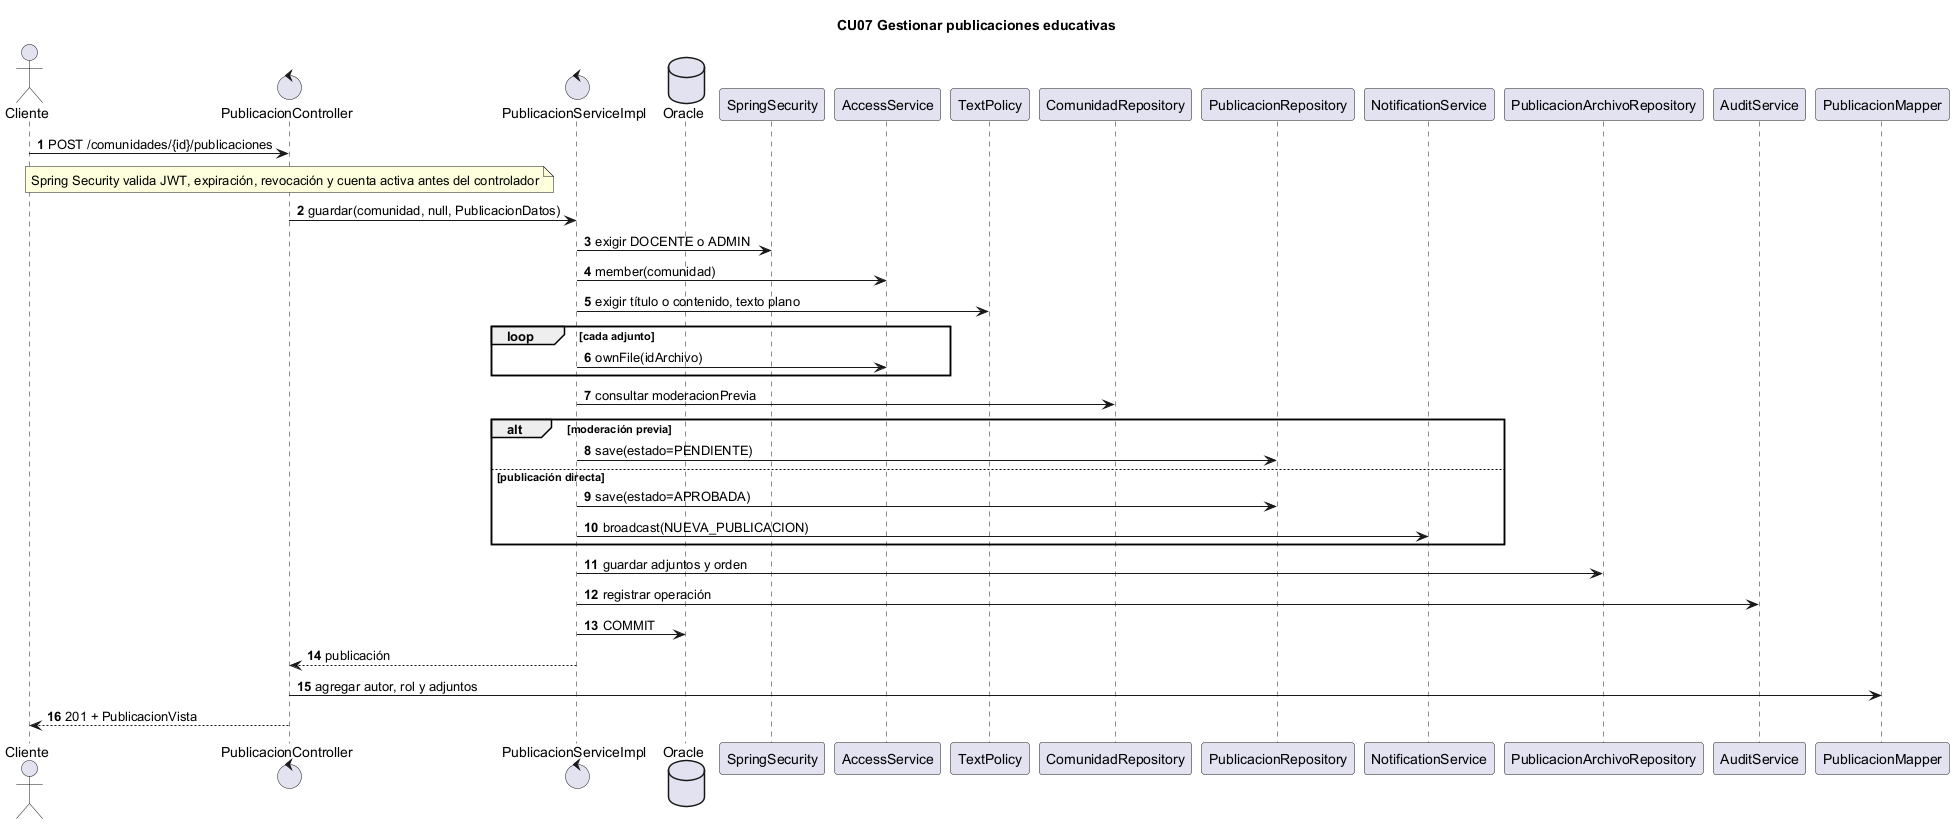 CU07 Gestionar publicaciones educativas
Cliente
PublicacionController
PublicacionServiceImpl
Oracle
SpringSecurity
AccessService
TextPolicy
ComunidadRepository
PublicacionRepository
NotificationService
PublicacionArchivoRepository
AuditService
PublicacionMapper
1 POST /comunidades/{id}/publicaciones
Spring Security valida JWT, expiración, revocación y cuenta activa antes del controlador
2 guardar(comunidad, null, PublicacionDatos)
3 exigir DOCENTE o ADMIN
4 member(comunidad)
5 exigir título o contenido, texto plano
loop [cada adjunto]
6 ownFile(idArchivo)
7 consultar moderacionPrevia
alt [moderación previa]
8 save(estado=PENDIENTE)
[publicación directa]
9 save(estado=APROBADA)
10 broadcast(NUEVA_PUBLICACION)
11 guardar adjuntos y orden
12 registrar operación
13 COMMIT
14 publicación
15 agregar autor, rol y adjuntos
16 201 + PublicacionVista
Cliente
PublicacionController
PublicacionServiceImpl
Oracle
SpringSecurity
AccessService
TextPolicy
ComunidadRepository
PublicacionRepository
NotificationService
PublicacionArchivoRepository
AuditService
PublicacionMapper